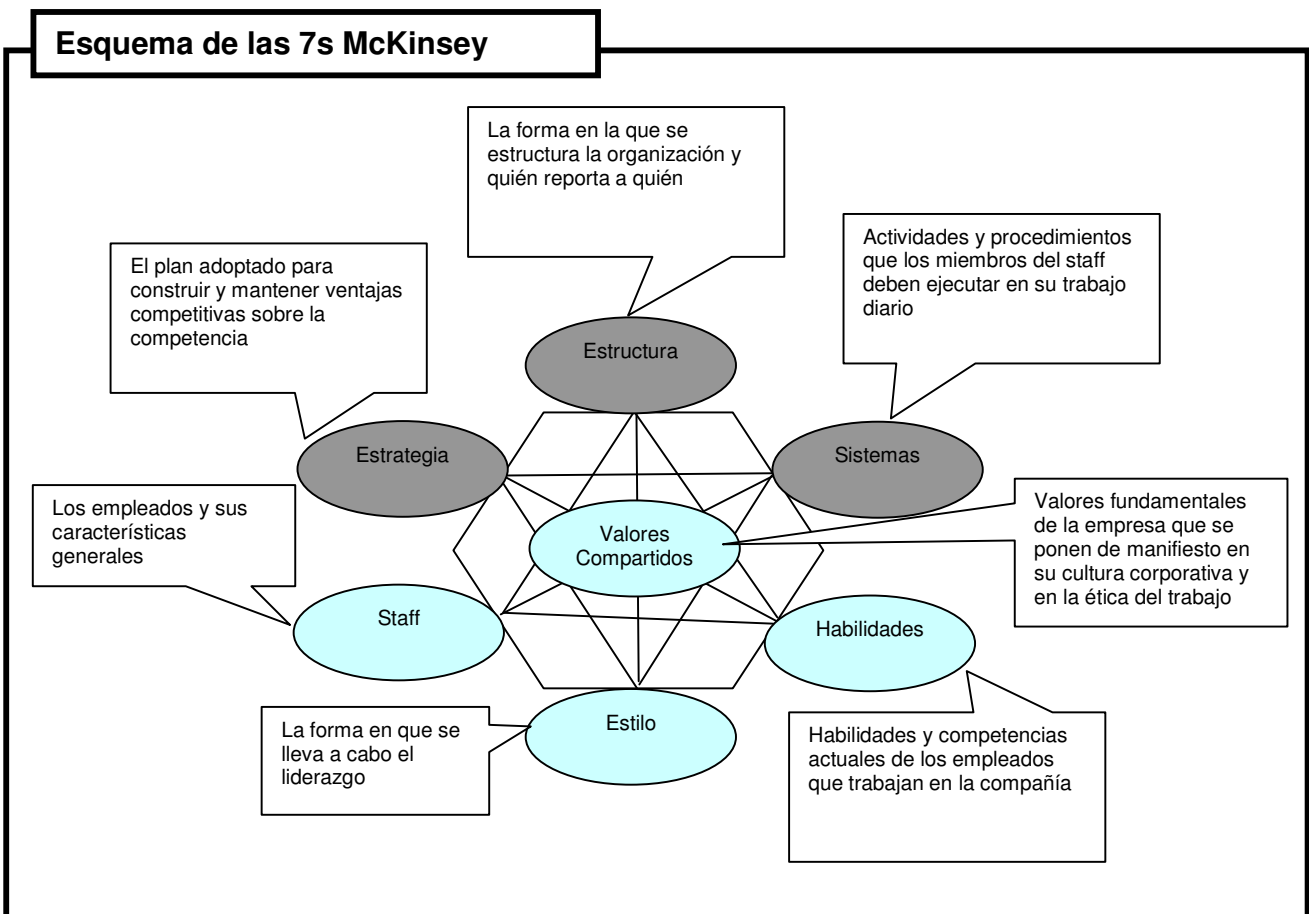 Esquema de las 7s McKinsey
La forma en la que se
estructura la organización y
quién reporta a quién
Actividades y procedimientos
que los miembros del staff
deben ejecutar en su trabajo
diario
El plan adoptado para
construir y mantener ventajas
competitivas sobre la
competencia
Estructura
Estrategia
Sistemas
Los empleados y sus
características
generales
Valores
Compartidos
Valores fundamentales
de la empresa que se
ponen de manifiesto en
su cultura corporativa y
en la ética del trabajo
Staff
Habilidades
La forma en que se
lleva a cabo el
liderazgo
Estilo
Habilidades y competencias
actuales de los empleados
que trabajan en la compañía